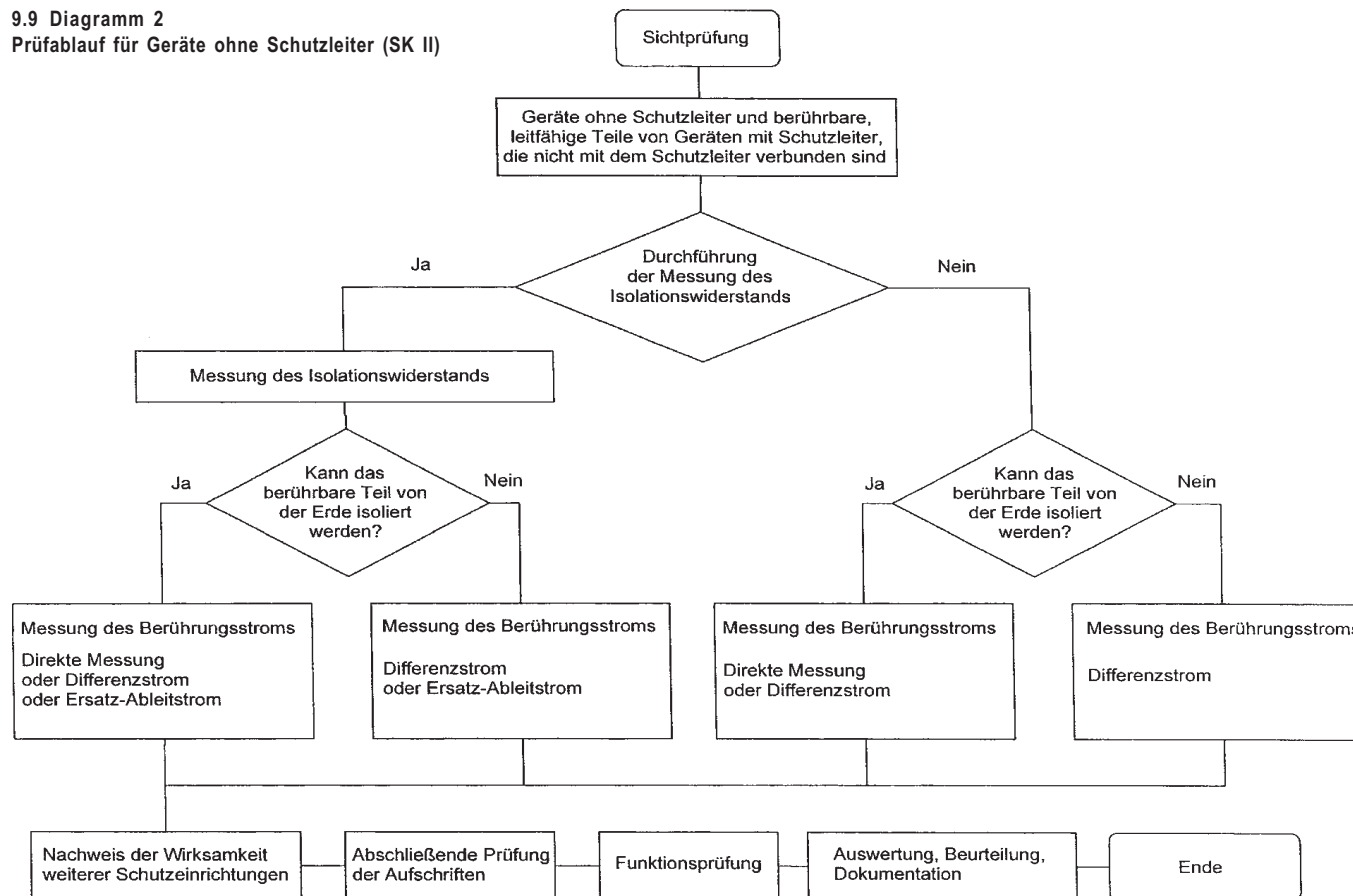 9.9 Diagramm 2
Prüfablauf für Geräte ohne Schutzleiter (SK II)
Sichtprüfung
Geräte ohne Schutzleiter und berührbare,
leitfähige Teile von Geräten mit Schutzleiter,
die nicht mit dem Schutzleiter verbunden sind
Durchführung
der Messung des
Isolationswiderstands
Ja
Nein
Messung des Isolationswiderstands
Kann das
berührbare Teil von
der Erde isoliert
werden?
Ja
Nein
Kann das
berührbare Teil von
der Erde isoliert
werden?
Ja
Nein
Messung des Berührungsstroms
Direkte Messung
oder Differenzstrom
oder Ersatz-Ableitstrom
Messung des Berührungsstroms
Differenzstrom
oder Ersatz-Ableitstrom
Messung des Berührungsstroms
Direkte Messung
oder Differenzstrom
Messung des Berührungsstroms
Differenzstrom
Nachweis der Wirksamkeit
weiterer Schutzeinrichtungen
Abschließende Prüfung
der Aufschriften
Funktionsprüfung
Auswertung, Beurteilung,
Dokumentation
Ende